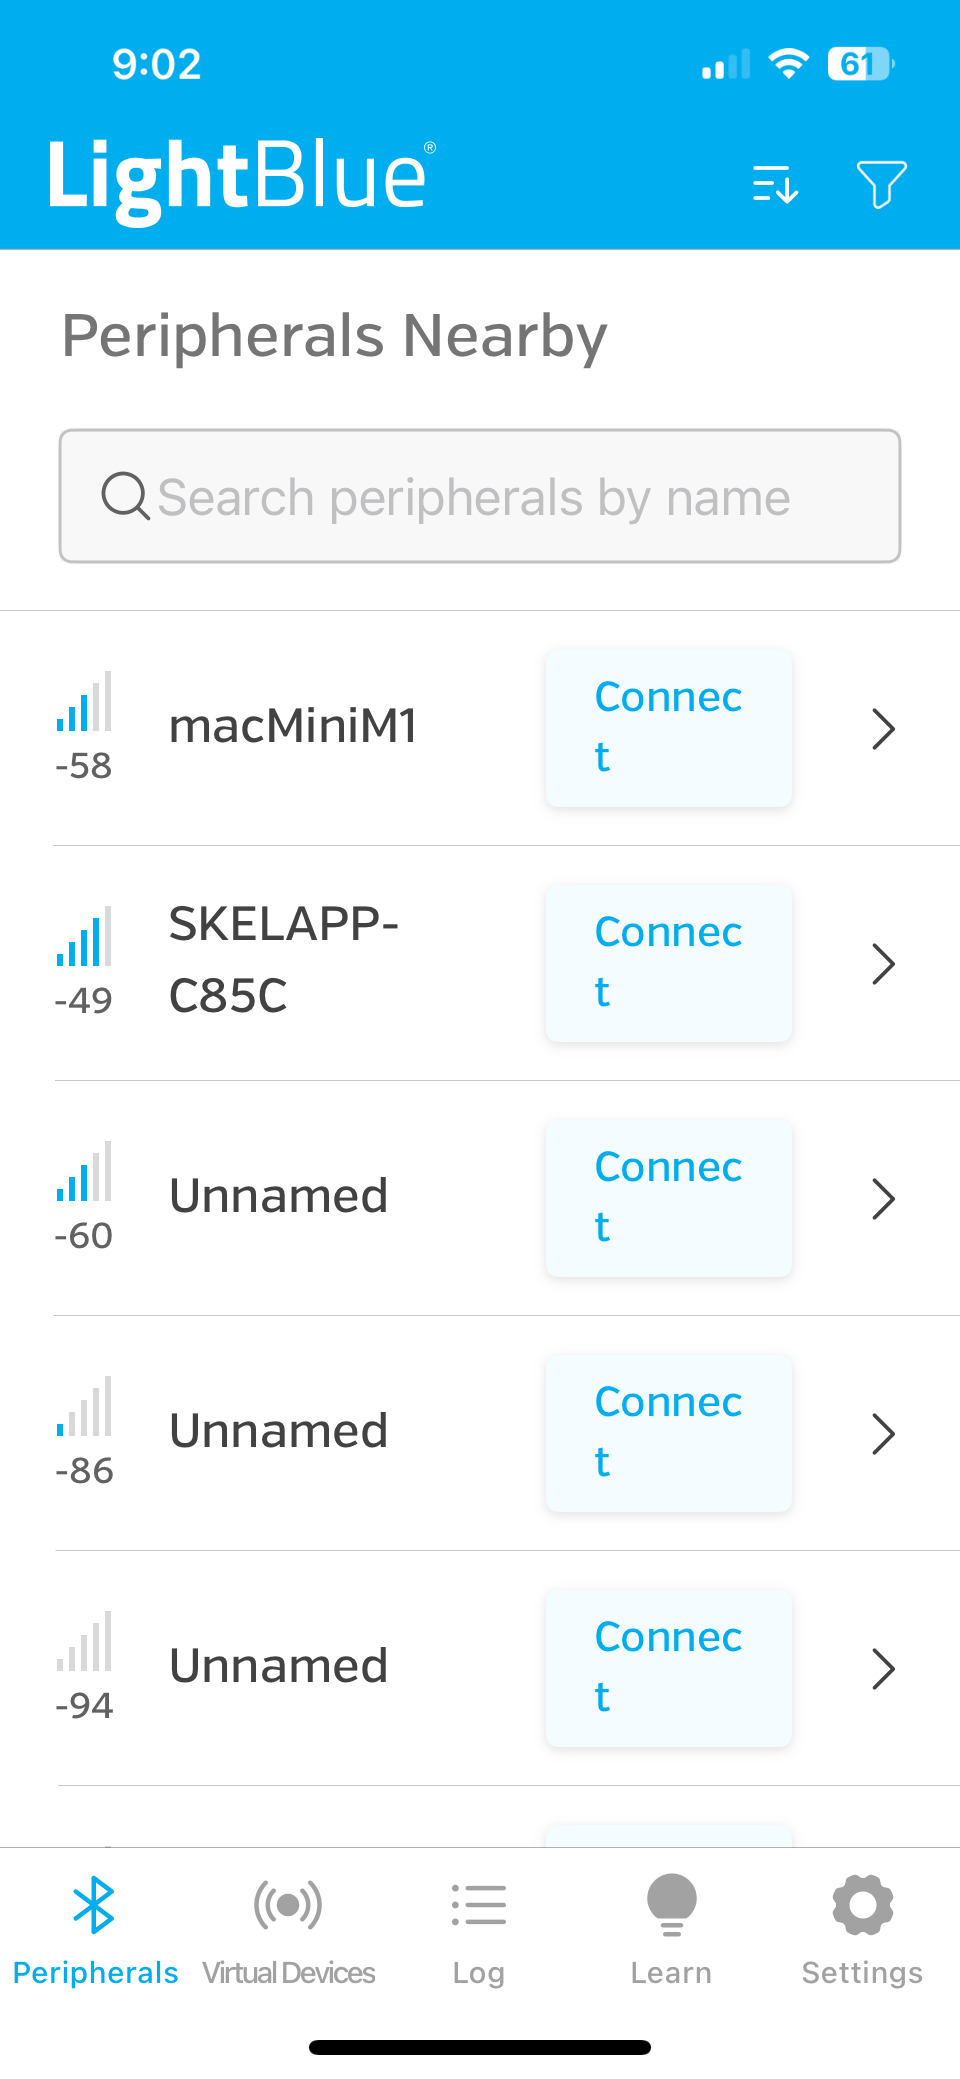 9:02
61
LightBlue®
Peripherals Nearby
Search peripherals by name
macMiniM1
Connec
t
-58
SKELAPP-
C85C
Connec
t
-49
Unnamed
Connec
t
-60
Unnamed
Connec
t
-86
Unnamed
Connec
t
-94
Peripherals
Virtual Devices
Log
Learn
Settings